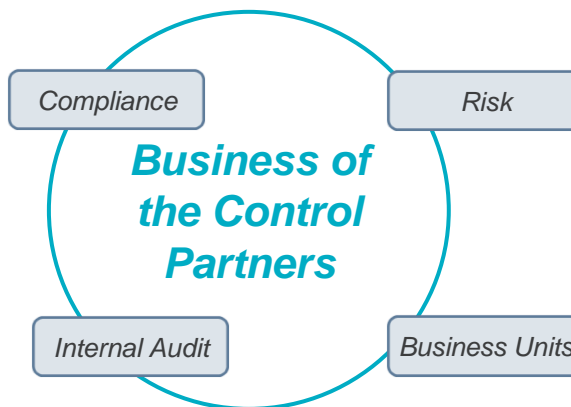 Compliance
Risk
Business of
the Control
Partners
Internal Audit
Business Units